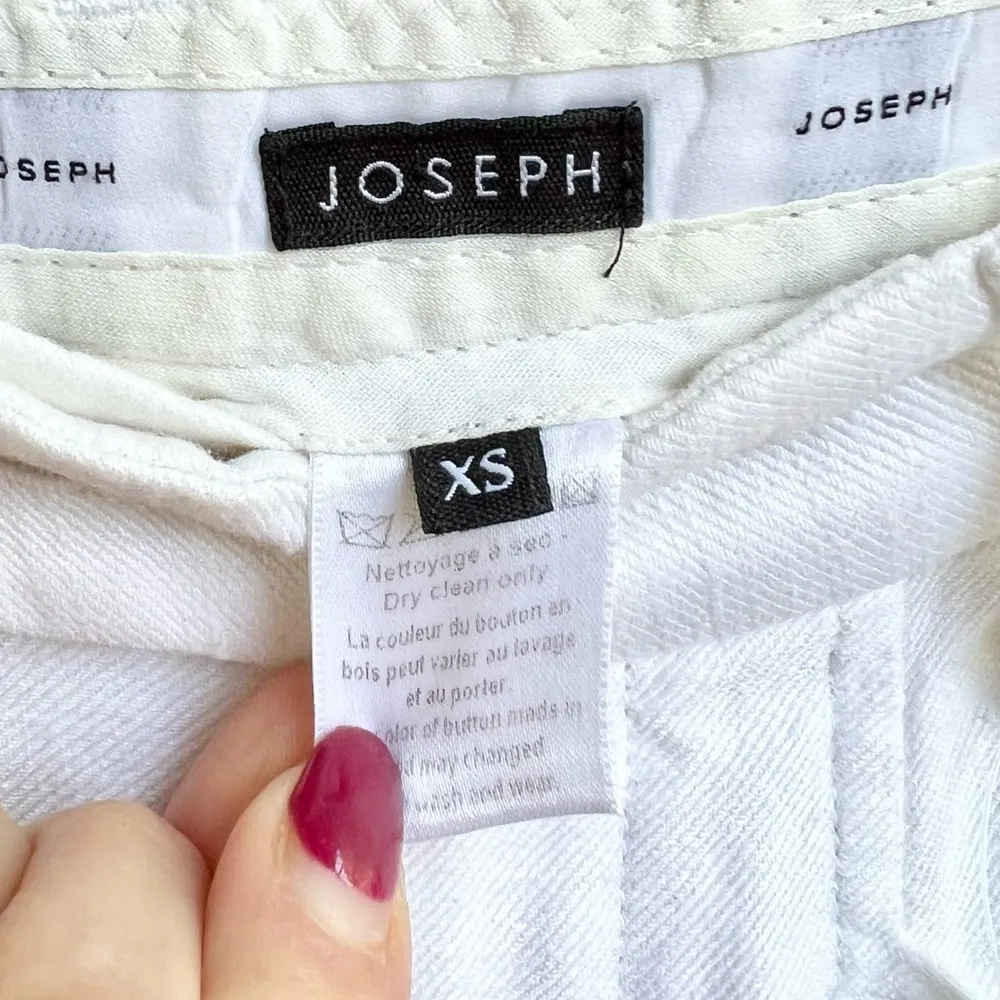 JOSEPH
JOSEPH
OSEPH
XS
Nettoyage à sec -
Dry clean only
La couleur du bouton en
bois peut varier au lavage
et au porter.
color of button made in
may changed
wash and wear.